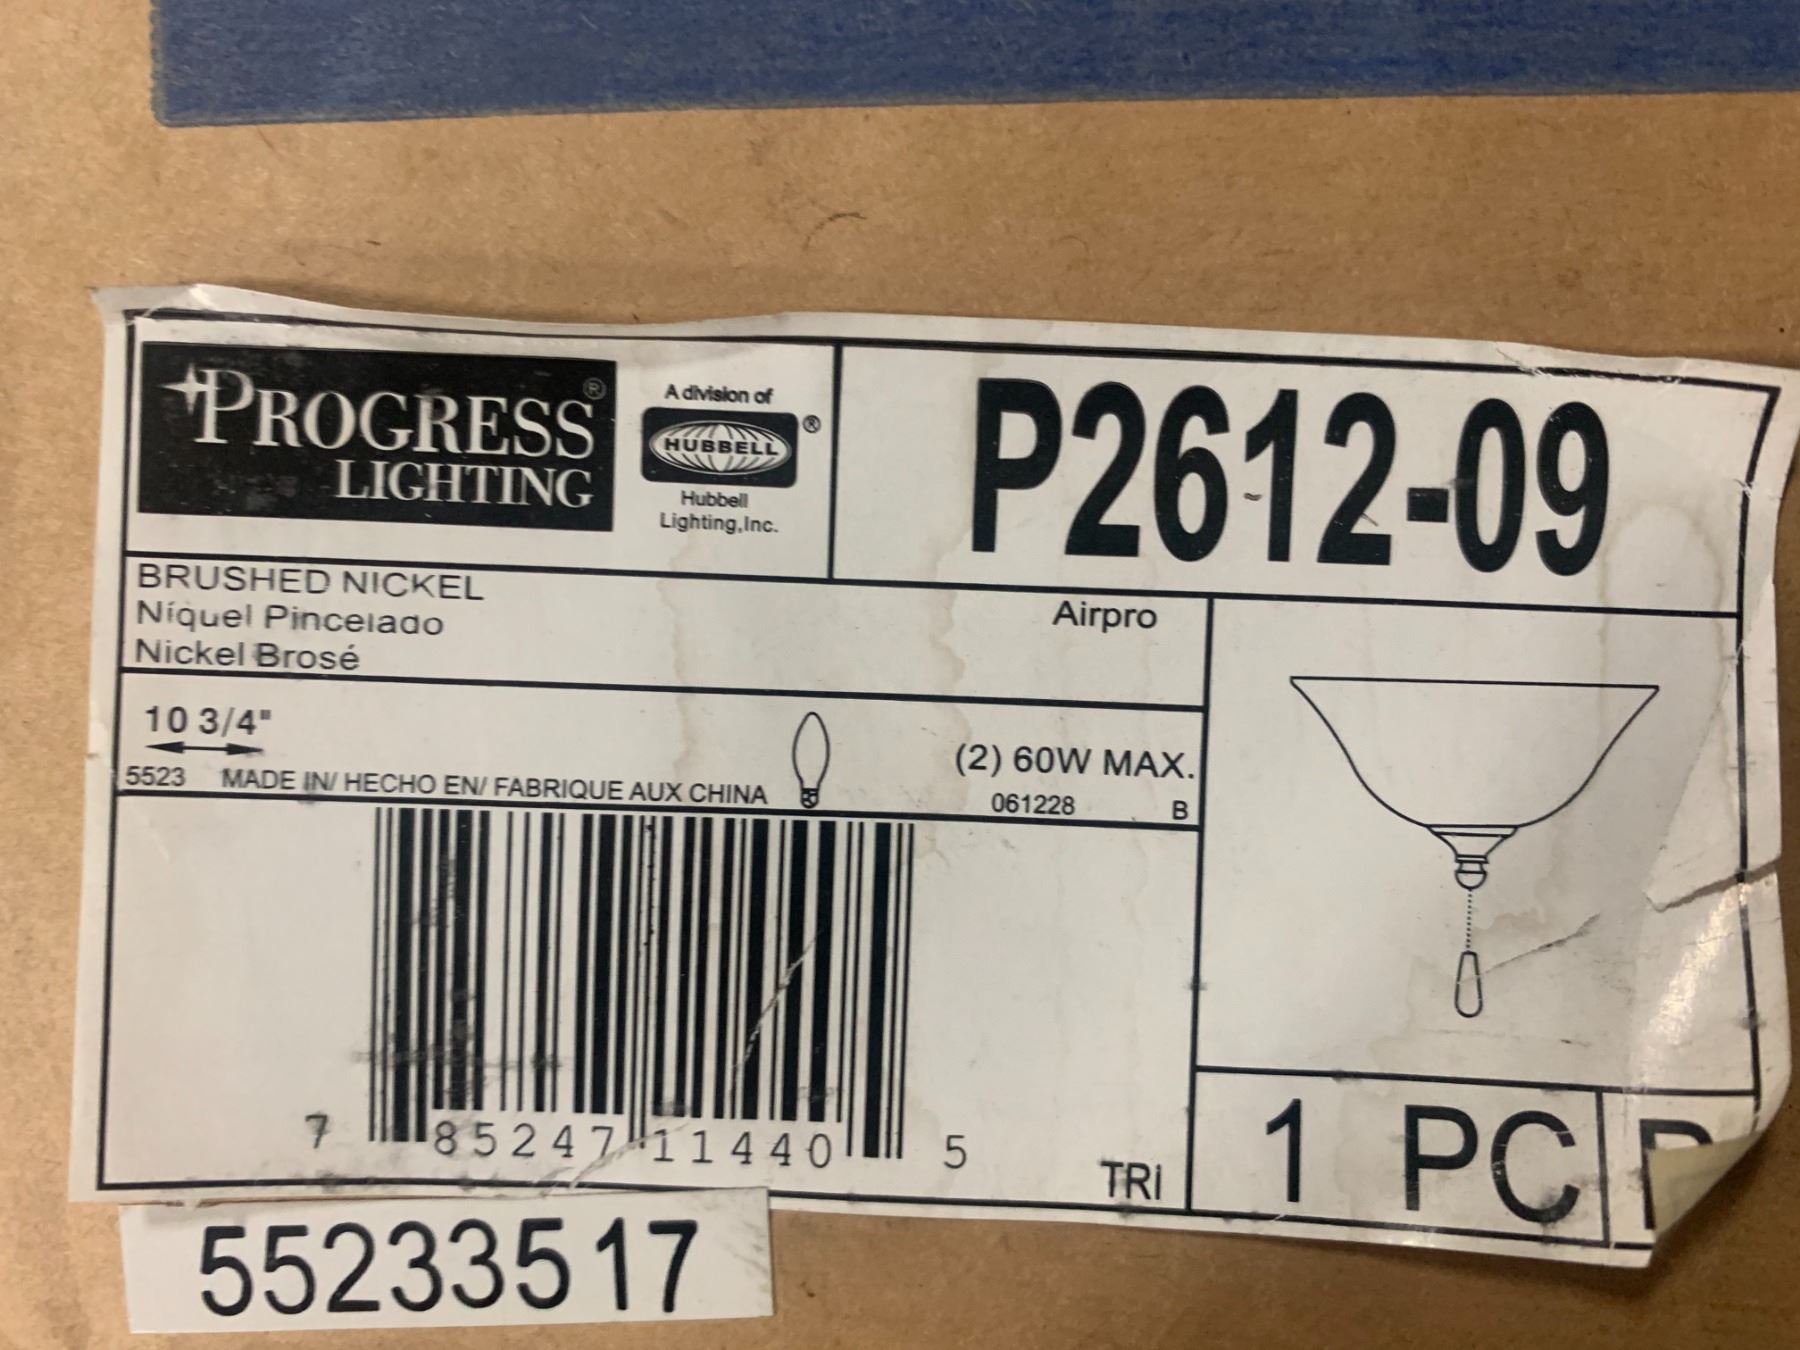 PROGRESS®
LIGHTING
A division of
HUBBELL®
Hubbell
Lighting,Inc.
P2612-09
BRUSHED NICKEL
Níquel Pincelado
Nickel Brosé
Airpro
10 3/4"
(2) 60W MAX.
5523 MADE IN/ HECHO EN/ FABRIQUE AUX CHINA
061228 B
7 85247 11440 5
TRI
1 PC
55233517